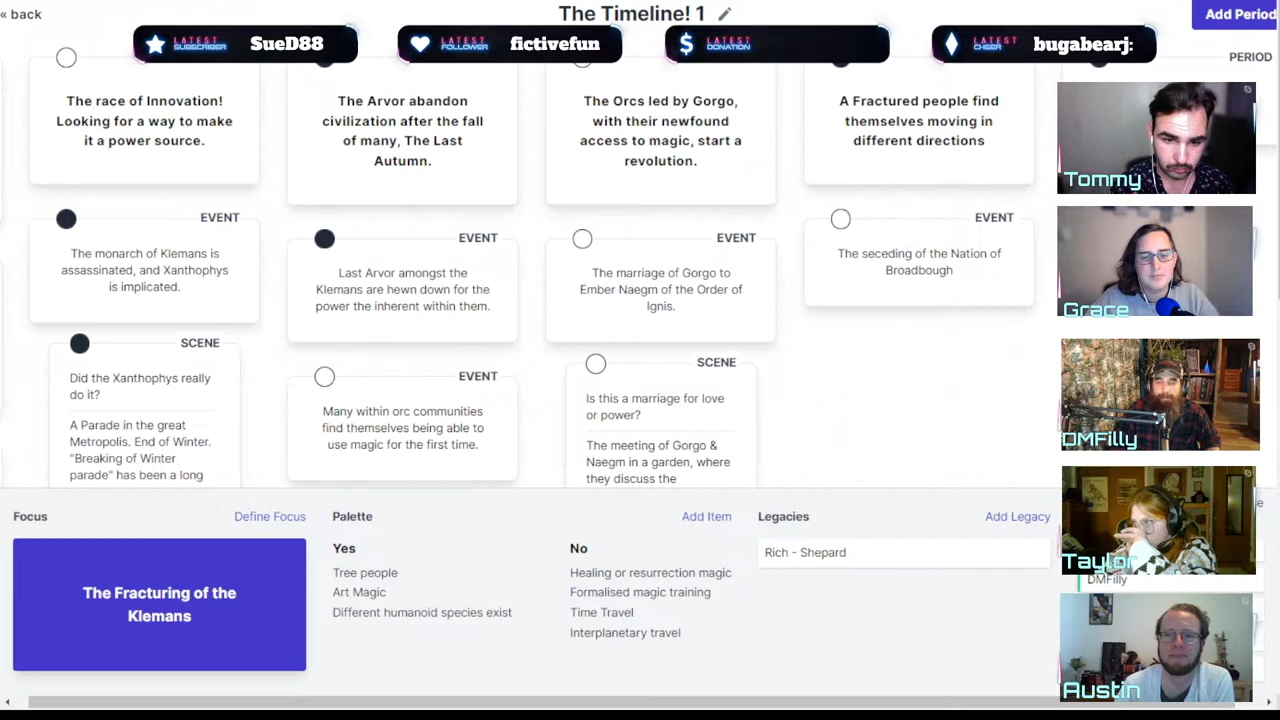 « back
The Timeline! 1
Add Period
LATEST SUBSCRIBER SueD88
LATEST FOLLOWER fictivefun
LATEST DONATION
LATEST CHEER bugabearj:
PERIOD
The race of Innovation!
Looking for a way to make
it a power source.
The Arvor abandon
civilization after the fall
of many, The Last
Autumn.
The Orcs led by Gorgo,
with their newfound
access to magic, start a
revolution.
A Fractured people find
themselves moving in
different directions
EVENT
The monarch of Klemans is
assassinated, and Xanthophys
is implicated.
EVENT
Last Arvor amongst the
Klemans are hewn down for the
power the inherent within them.
EVENT
The marriage of Gorgo to
Ember Naegm of the Order of
Ignis.
EVENT
The seceding of the Nation of
Broadbough
SCENE
Did the Xanthophys really
do it?
A Parade in the great
Metropolis. End of Winter.
"Breaking of Winter
parade" has been a long
EVENT
Many within orc communities
find themselves being able to
use magic for the first time.
SCENE
Is this a marriage for love
or power?
The meeting of Gorgo &
Naegm in a garden, where
they discuss the
Focus
Define Focus
The Fracturing of the
Klemans
Palette
Add Item
Yes
Tree people
Art Magic
Different humanoid species exist
No
Healing or resurrection magic
Formalised magic training
Time Travel
Interplanetary travel
Legacies
Add Legacy
Rich - Shepard
Tommy
Grace
DMFilly
Taylor
DMFilly
Austin